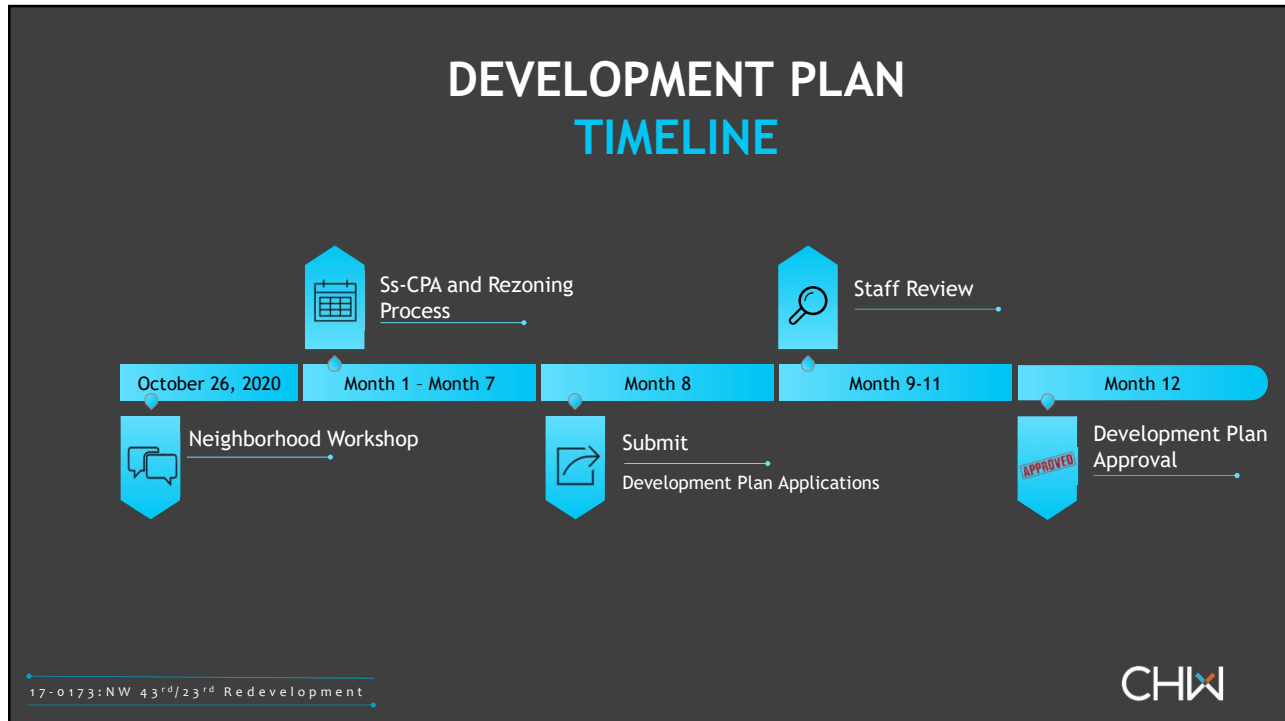 DEVELOPMENT PLAN
TIMELINE
Ss-CPA and Rezoning
Process
Staff Review
October 26, 2020
Month 1 – Month 7
Month 8
Month 9-11
Month 12
Neighborhood Workshop
Submit
Development Plan Applications
APPROVED
Development Plan
Approval
17-0173:NW 43rd/23rd Redevelopment
CHW